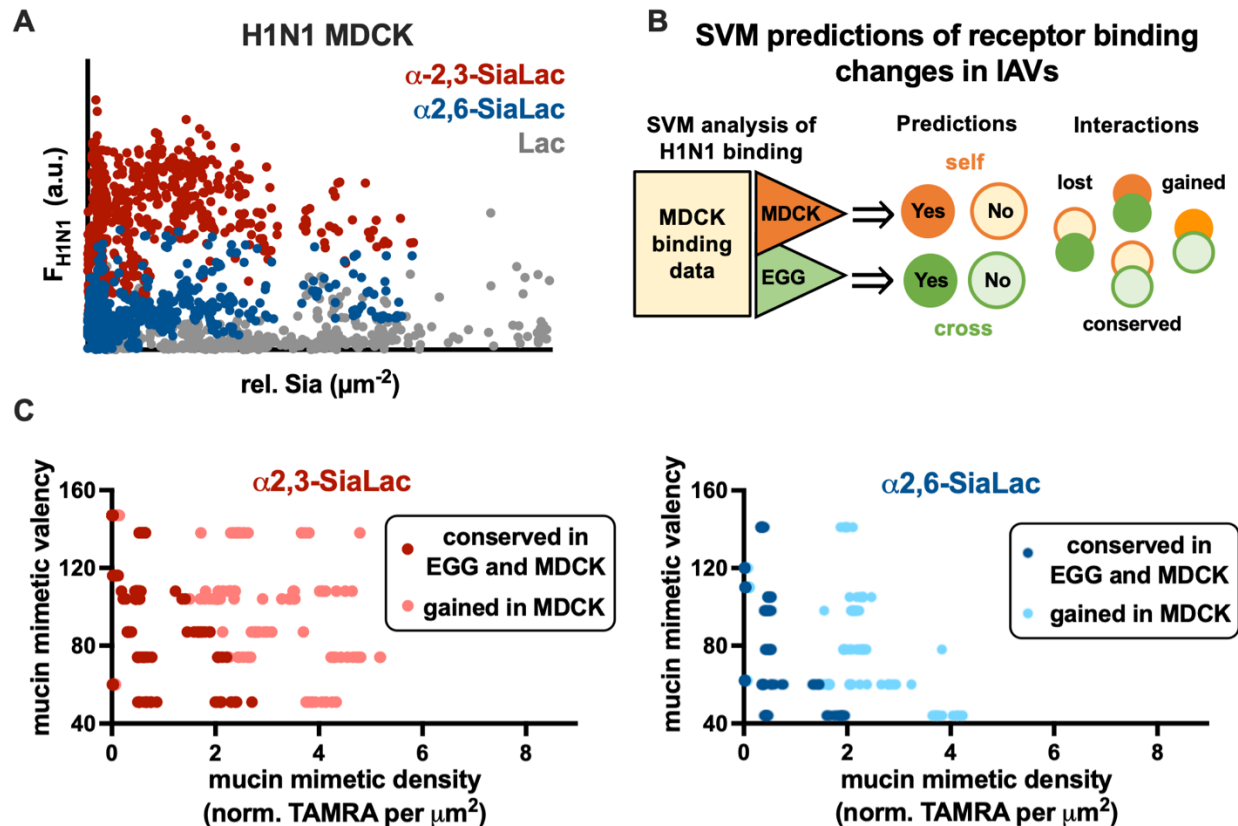 A
H1N1 MDCK
α-2,3-SiaLac
α2,6-SiaLac
Lac
F_H1N1 (a.u.)
rel. Sia (µm⁻²)
B
SVM predictions of receptor binding
changes in IAVs
SVM analysis of
H1N1 binding
Predictions
Interactions
MDCK
binding
data
MDCK
EGG
self
Yes
No
Yes
No
cross
lost
gained
conserved
C
α2,3-SiaLac
mucin mimetic valency
160
120
80
40
0
2
4
6
8
mucin mimetic density
(norm. TAMRA per µm²)
conserved in
EGG and MDCK
gained in MDCK
α2,6-SiaLac
mucin mimetic valency
160
120
80
40
0
2
4
6
8
mucin mimetic density
(norm. TAMRA per µm²)
conserved in
EGG and MDCK
gained in MDCK